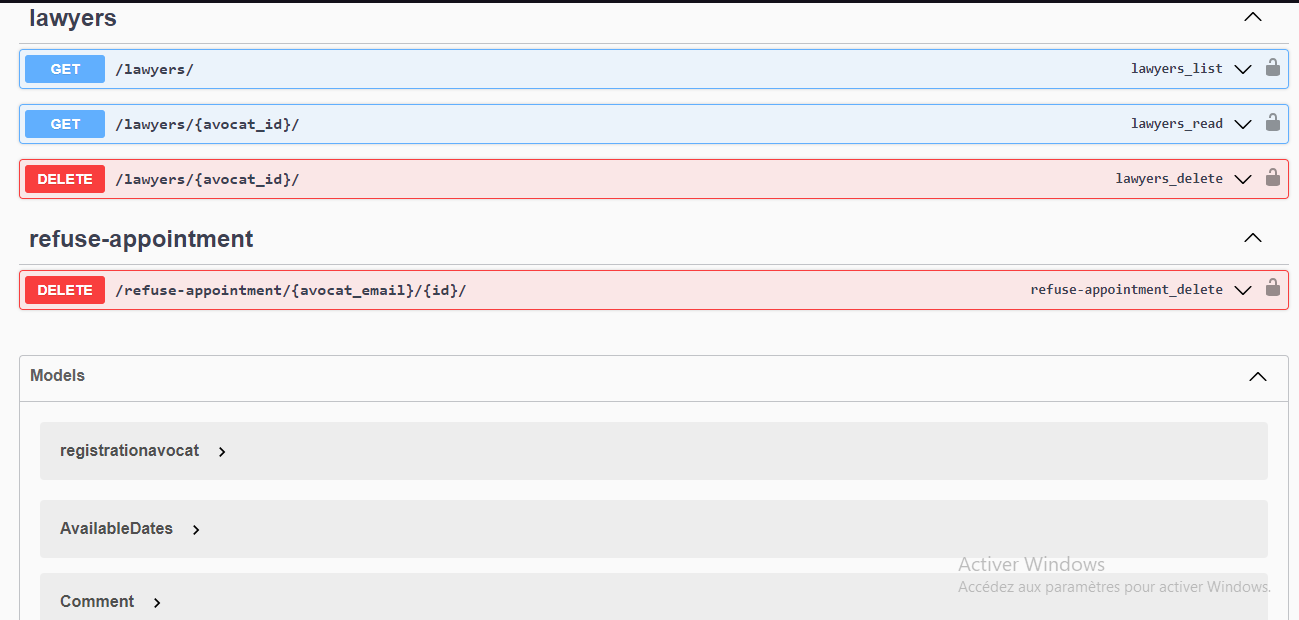 lawyers
GET /lawyers/ lawyers_list
GET /lawyers/{avocat_id}/ lawyers_read
DELETE /lawyers/{avocat_id}/ lawyers_delete
refuse-appointment
DELETE /refuse-appointment/{avocat_email}/{id}/ refuse-appointment_delete
Models
registrationavocat
AvailableDates
Comment
Activer Windows
Accédez aux paramètres pour activer Windows.